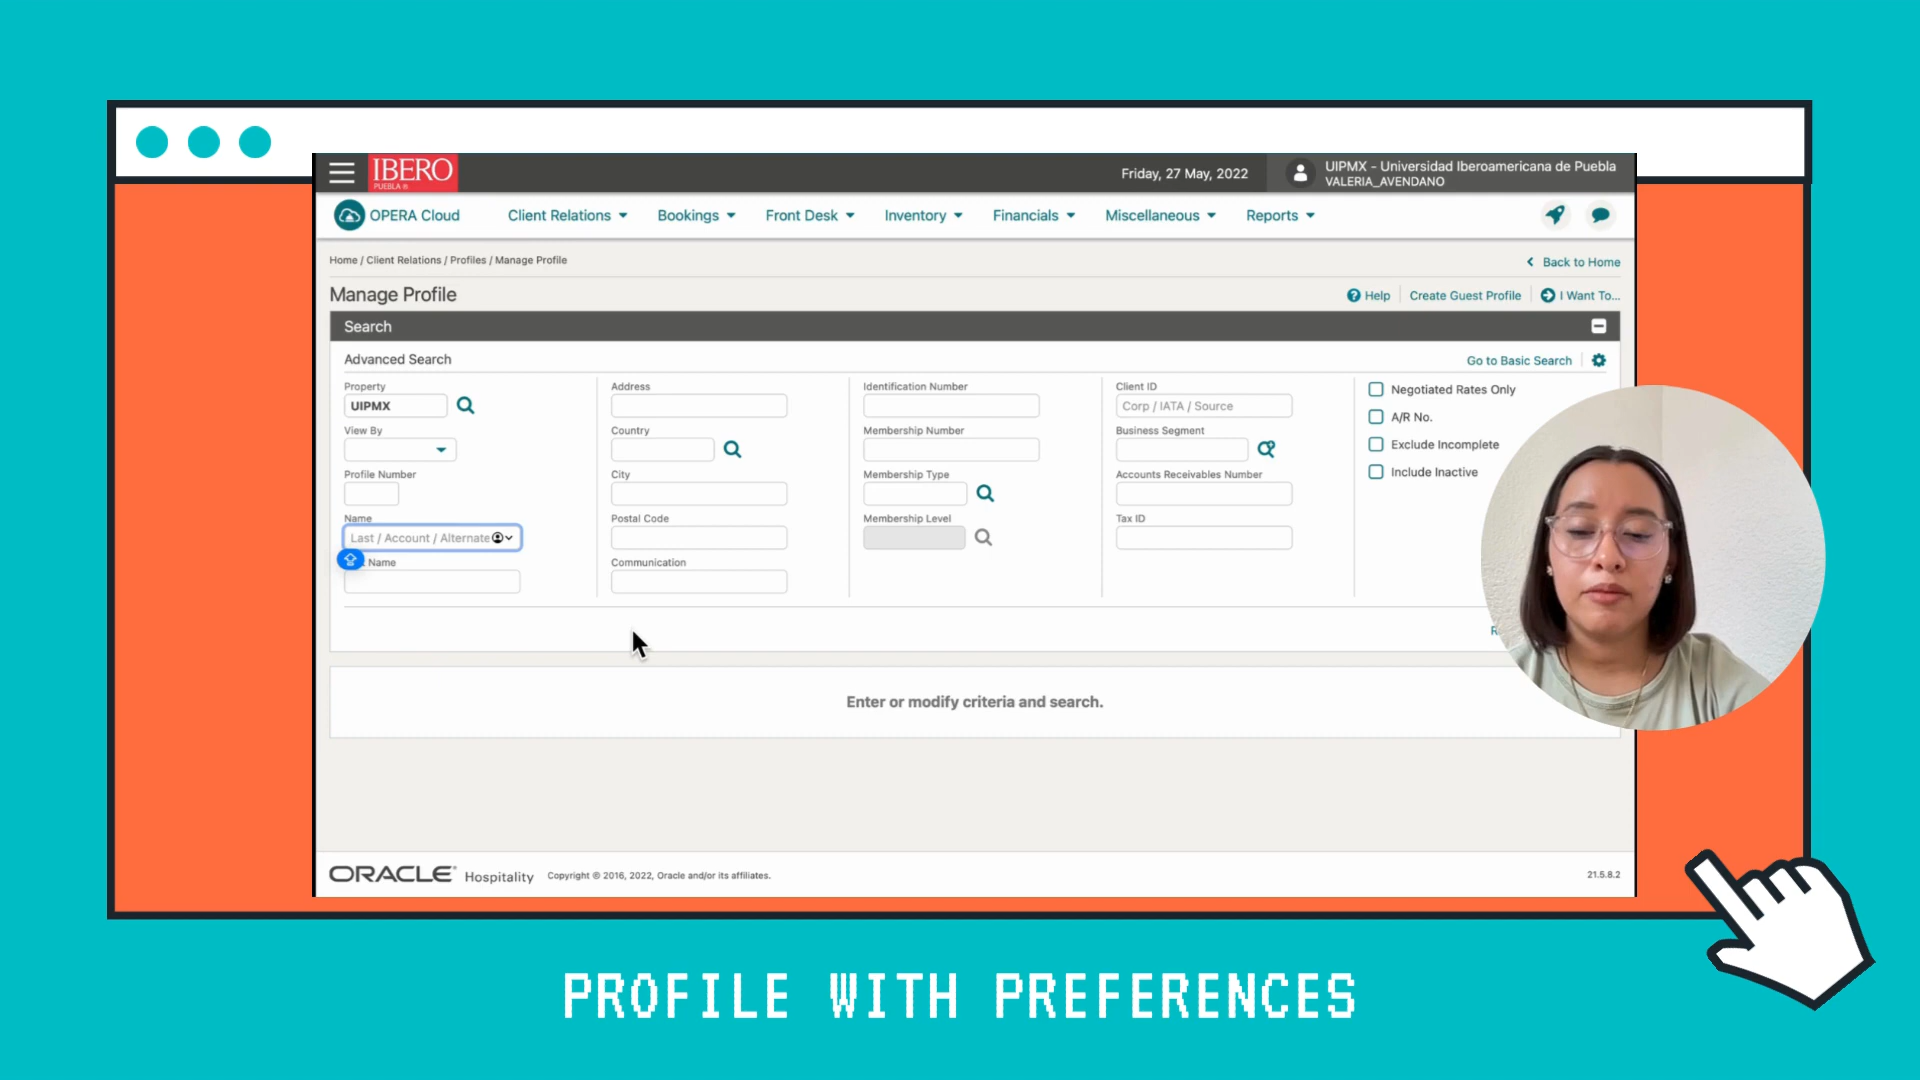 IBERO
PUEBLA ®
Friday, 27 May, 2022
UIPMX - Universidad Iberoamericana de Puebla
VALERIA_AVENDANO
OPERA Cloud
Client Relations
Bookings
Front Desk
Inventory
Financials
Miscellaneous
Reports
Home / Client Relations / Profiles / Manage Profile
Back to Home
Manage Profile
Help
Create Guest Profile
I Want To...
Search
Advanced Search
Go to Basic Search
Property
UIPMX
View By
Profile Number
Name
Last / Account / Alternate
Name
Address
Country
City
Postal Code
Communication
Identification Number
Membership Number
Membership Type
Membership Level
Client ID
Corp / IATA / Source
Business Segment
Accounts Receivables Number
Tax ID
Negotiated Rates Only
A/R No.
Exclude Incomplete
Include Inactive
Enter or modify criteria and search.
ORACLE Hospitality
Copyright © 2016, 2022, Oracle and/or its affiliates.
21.5.8.2
PROFILE WITH PREFERENCES